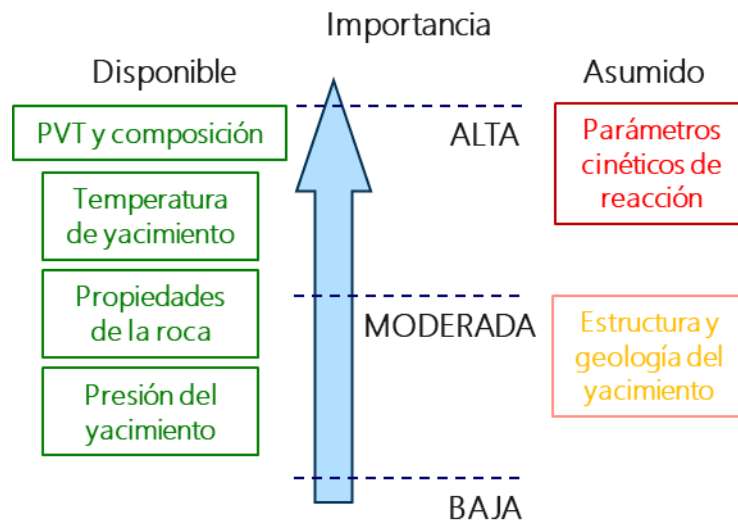 Importancia
Disponible
Asumido
PVT y composición
ALTA
Parámetros
cinéticos de
reacción
Temperatura
de yacimiento
Propiedades
de la roca
MODERADA
Estructura y
geología del
yacimiento
Presión del
yacimiento
BAJA